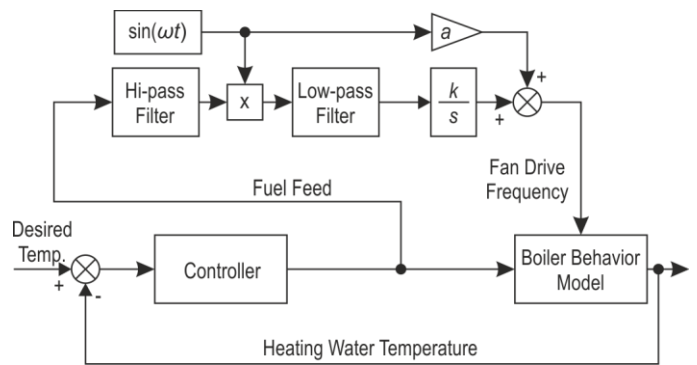 sin(ωt)
a
+
Hi-pass
Filter
x
Low-pass
Filter
k
s
+
Fan Drive
Frequency
Fuel Feed
Desired
Temp.
+
-
Controller
Boiler Behavior
Model
Heating Water Temperature